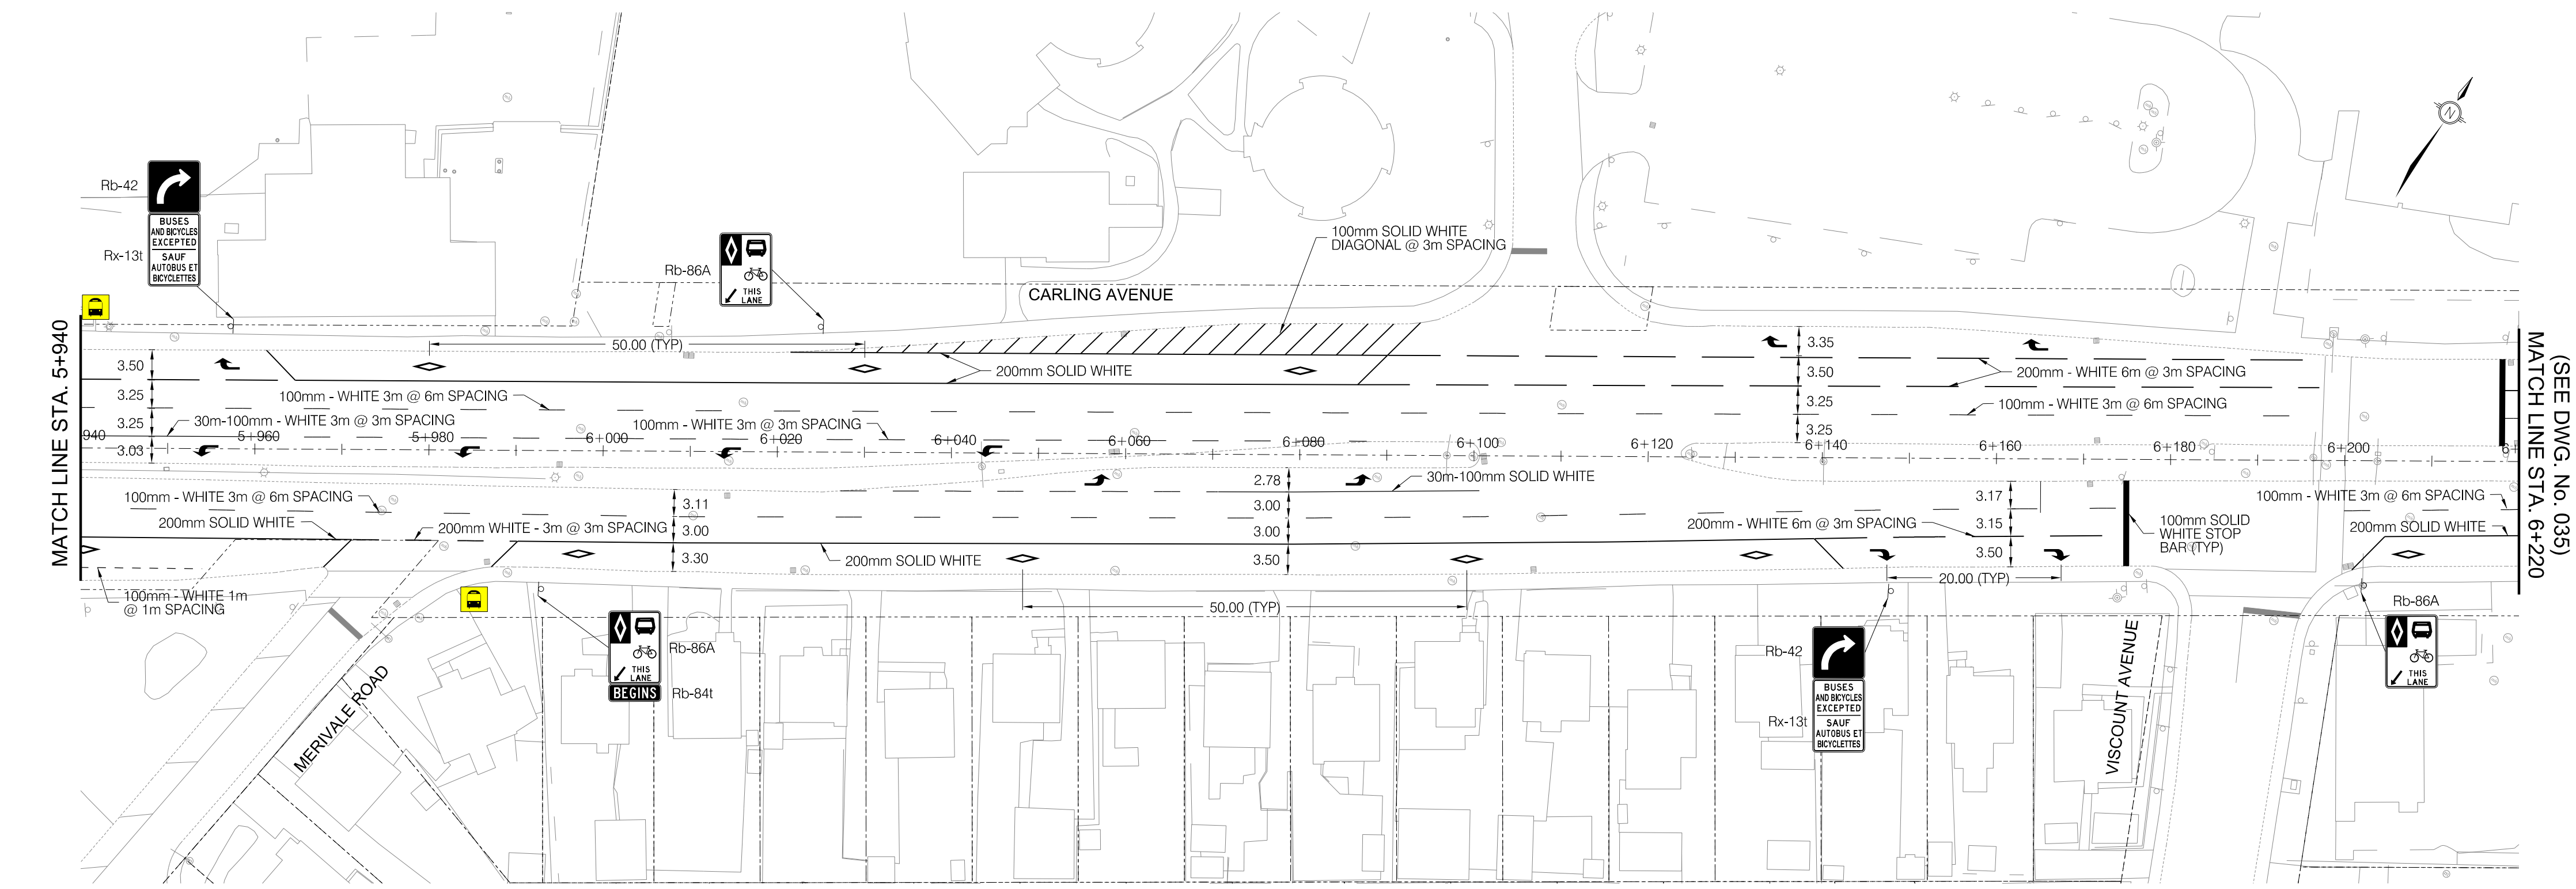 Rb-42
BUSES
AND BICYCLES
EXCEPTED
SAUF
AUTOBUS ET
BICYCLETTES
Rx-13t
Rb-86A
THIS
LANE
100mm SOLID WHITE
DIAGONAL @ 3m SPACING
CARLING AVENUE
N
MATCH LINE STA. 5+940
(SEE DWG. No. 035)
MATCH LINE STA. 6+220
50.00 (TYP)
3.50
3.25
3.25
3.03
200mm SOLID WHITE
100mm - WHITE 3m @ 6m SPACING
30m-100mm - WHITE 3m @ 3m SPACING
100mm - WHITE 3m @ 3m SPACING
3.35
3.50
3.25
3.25
200mm - WHITE 6m @ 3m SPACING
100mm - WHITE 3m @ 6m SPACING
940
5+960
5+980
6+000
6+020
6+040
6+060
6+080
6+100
6+120
6+140
6+160
6+180
6+200
100mm - WHITE 3m @ 6m SPACING
200mm SOLID WHITE
200mm WHITE - 3m @ 3m SPACING
3.11
3.00
3.30
200mm SOLID WHITE
2.78
3.00
3.00
3.50
30m-100mm SOLID WHITE
200mm - WHITE 6m @ 3m SPACING
3.17
3.15
3.50
100mm SOLID
WHITE STOP
BAR (TYP)
100mm - WHITE 3m @ 6m SPACING
200mm SOLID WHITE
100mm - WHITE 1m
@ 1m SPACING
50.00 (TYP)
20.00 (TYP)
MERIVALE ROAD
THIS
LANE
BEGINS
Rb-86A
Rb-84t
Rb-42
BUSES
AND BICYCLES
EXCEPTED
SAUF
AUTOBUS ET
BICYCLETTES
Rx-13t
VISCOUNT AVENUE
Rb-86A
THIS
LANE